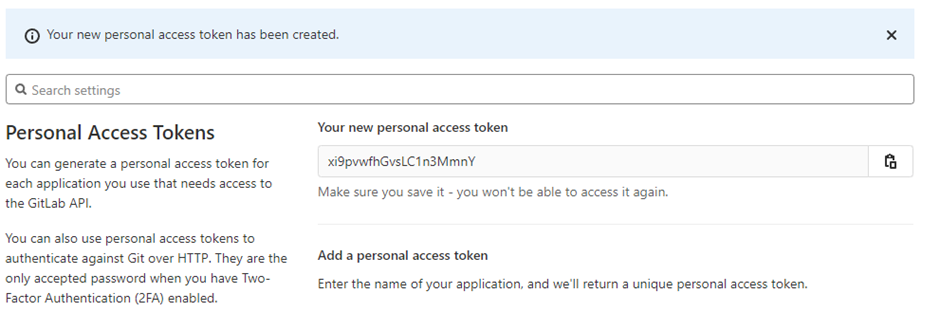 Your new personal access token has been created.
Search settings
Personal Access Tokens
You can generate a personal access token for
each application you use that needs access to
the GitLab API.
You can also use personal access tokens to
authenticate against Git over HTTP. They are the
only accepted password when you have Two-
Factor Authentication (2FA) enabled.
Your new personal access token
xi9pvwfhGvsLC1n3MmnY
Make sure you save it - you won't be able to access it again.
Add a personal access token
Enter the name of your application, and we'll return a unique personal access token.